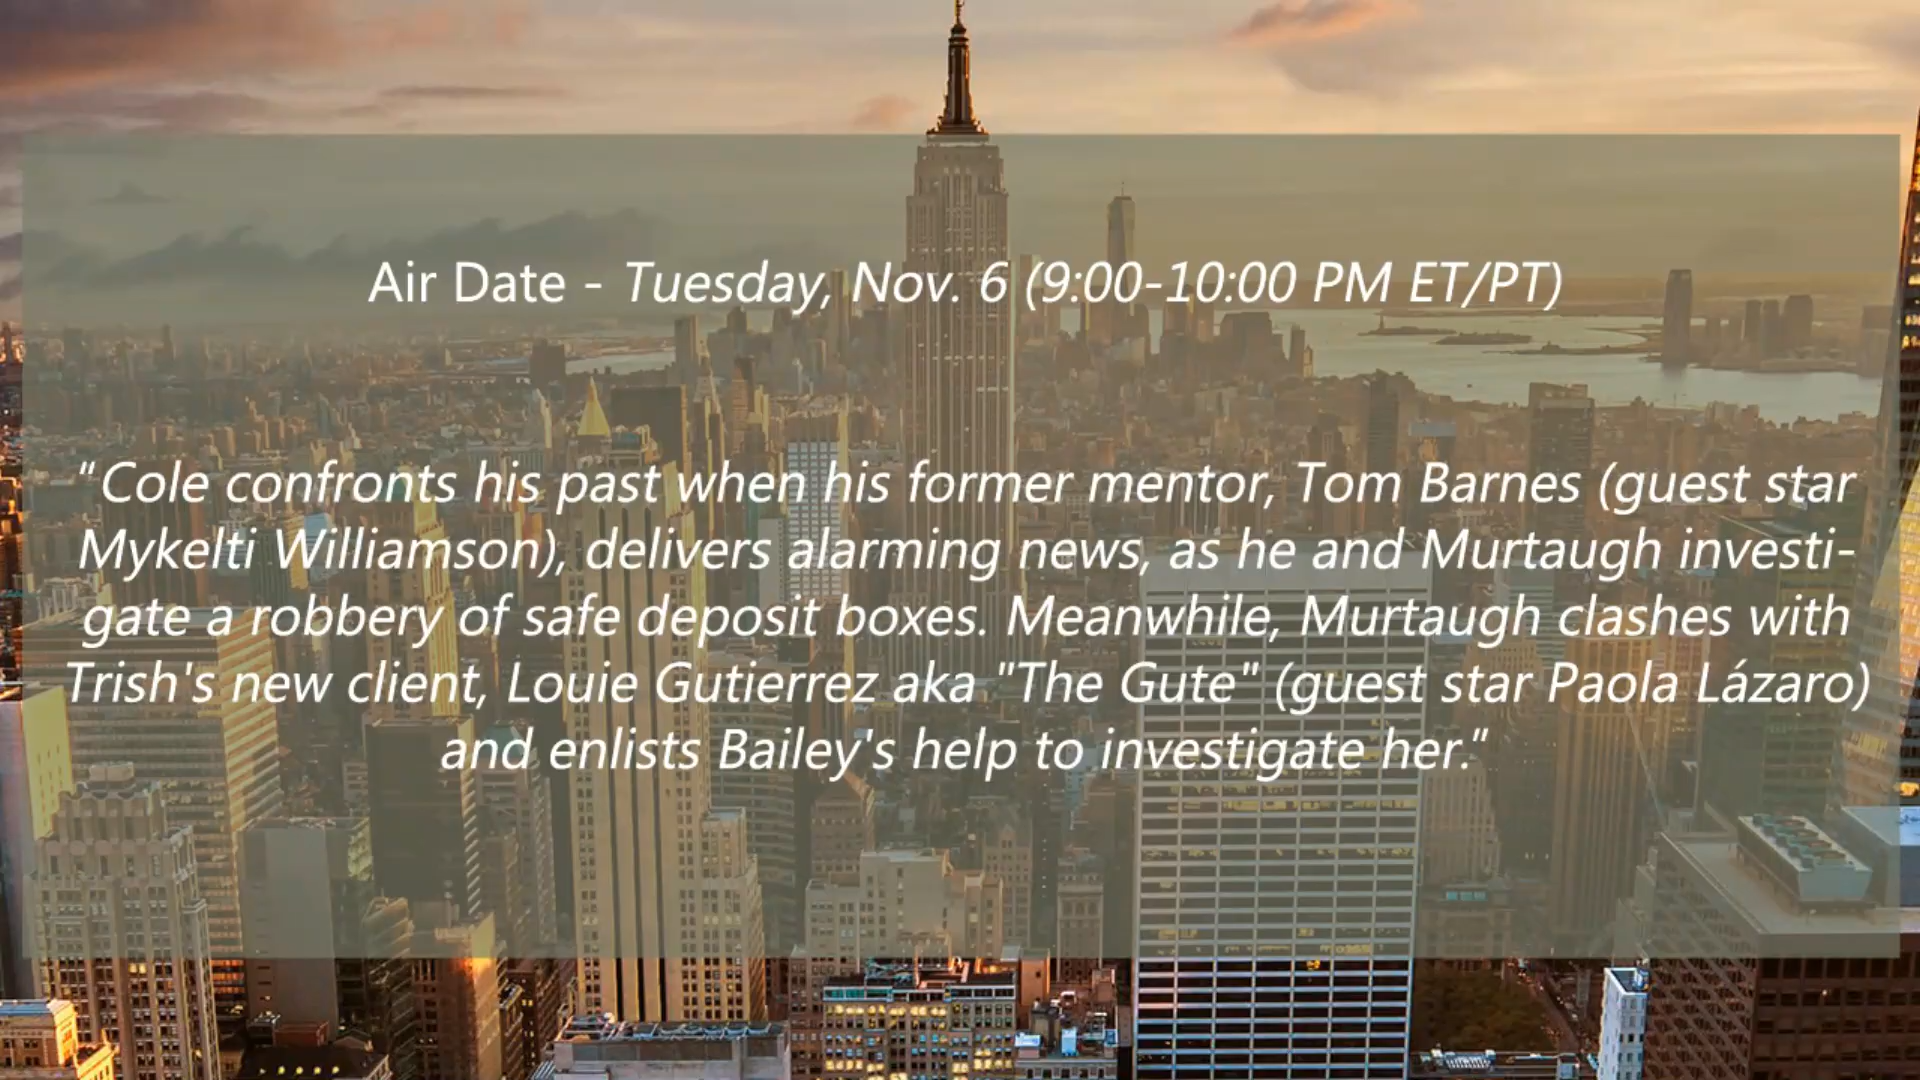 Air Date - Tuesday, Nov. 6 (9:00-10:00 PM ET/PT)
"Cole confronts his past when his former mentor, Tom Barnes (guest star
Mykelti Williamson), delivers alarming news, as he and Murtaugh investi-
gate a robbery of safe deposit boxes. Meanwhile, Murtaugh clashes with
Trish's new client, Louie Gutierrez aka "The Gute" (guest star Paola Lázaro)
and enlists Bailey's help to investigate her."